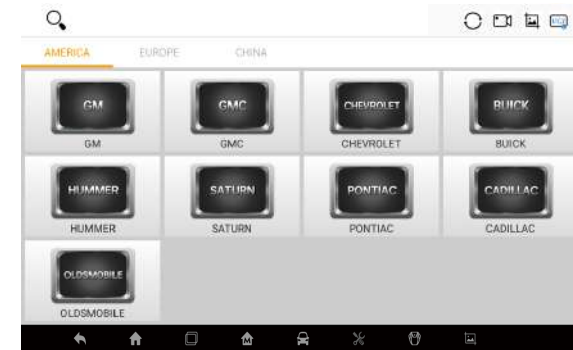 AMERICA EUROPE CHINA
GM GMC CHEVROLET BUICK
GM GMC CHEVROLET BUICK
HUMMER SATURN PONTIAC CADILLAC
HUMMER SATURN PONTIAC CADILLAC
OLDSMOBILE
OLDSMOBILE